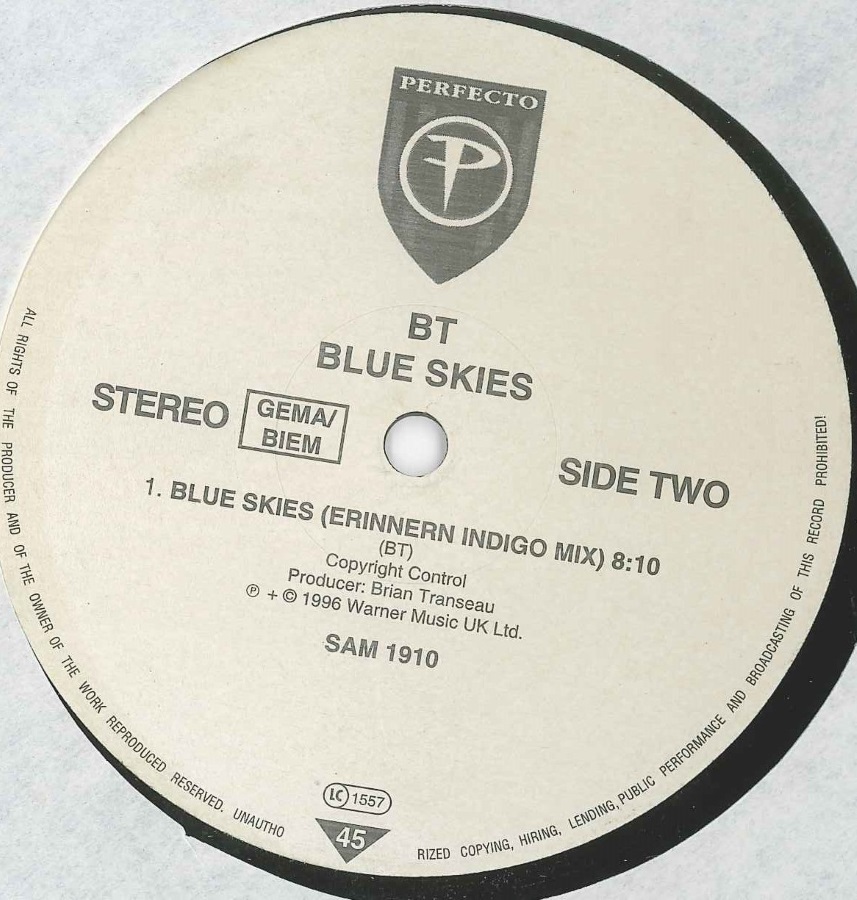 PERFECTO
P
BT
BLUE SKIES
STEREO
GEMA/
BIEM
SIDE TWO
1. BLUE SKIES (ERINNERN INDIGO MIX) 8:10
(BT)
Copyright Control
Producer: Brian Transeau
℗ + © 1996 Warner Music UK Ltd.
SAM 1910
LC 1557
45
ALL RIGHTS OF THE PRODUCER AND OF THE OWNER OF THE WORK REPRODUCED RESERVED. UNAUTHO
RIZED COPYING, HIRING, LENDING, PUBLIC PERFORMANCE AND BROADCASTING OF THIS RECORD PROHIBITED!